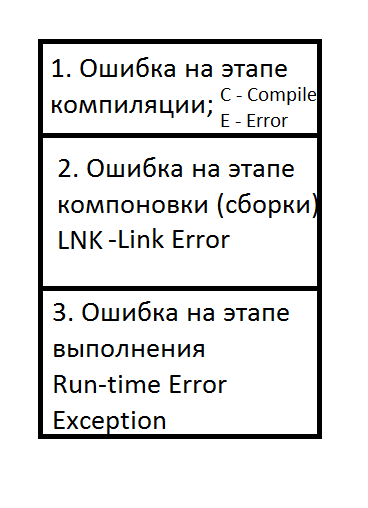 1. Ошибка на этапе
компиляции; C - Compile
E - Error
2. Ошибка на этапе
компоновки (сборки)
LNK -Link Error
3. Ошибка на этапе
выполнения
Run-time Error
Exception